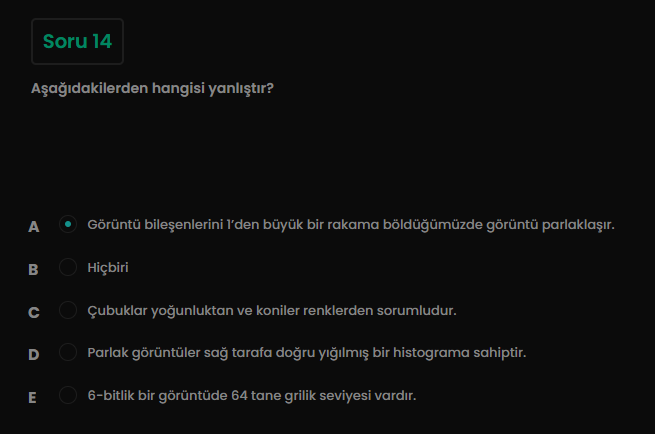 Soru 14
Aşağıdakilerden hangisi yanlıştır?
A Görüntü bileşenlerini 1’den büyük bir rakama böldüğümüzde görüntü parlaklaşır.
B Hiçbiri
C Çubuklar yoğunluktan ve koniler renklerden sorumludur.
D Parlak görüntüler sağ tarafa doğru yığılmış bir histograma sahiptir.
E 6-bitlik bir görüntüde 64 tane grilik seviyesi vardır.